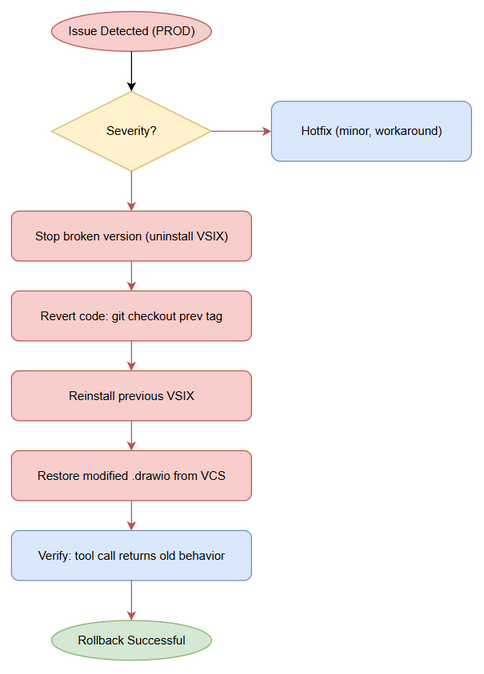 Issue Detected (PROD)
Severity?
Hotfix (minor, workaround)
Stop broken version (uninstall VSIX)
Revert code: git checkout prev tag
Reinstall previous VSIX
Restore modified .drawio from VCS
Verify: tool call returns old behavior
Rollback Successful